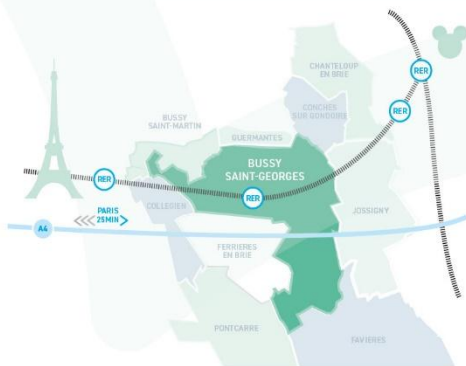 RER
CHANTELOUP
EN BRIE
CONCHES
SUR GONDOIRE
RER
BUSSY
SAINT-MARTIN
GUERMANTES
BUSSY
SAINT-GEORGES
RER
RER
COLLEGIEN
JOSSIGNY
PARIS
25MIN
A4
FERRIERES
EN BRIE
PONTCARRE
FAVIERES